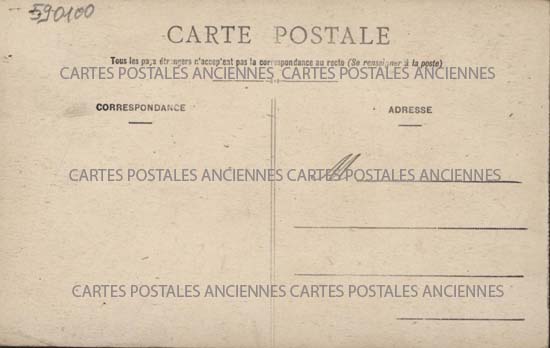 590100
CARTE POSTALE
Tous les pays étrangers n'acceptent pas la correspondance au recto (Se renseigner à la poste)
CARTES POSTALES ANCIENNES CARTES POSTALES ANCIENNES
CORRESPONDANCE
ADRESSE
CARTES POSTALES ANCIENNES CARTES POSTALES ANCIENNES
M
CARTES POSTALES ANCIENNES CARTES POSTALES ANCIENNES